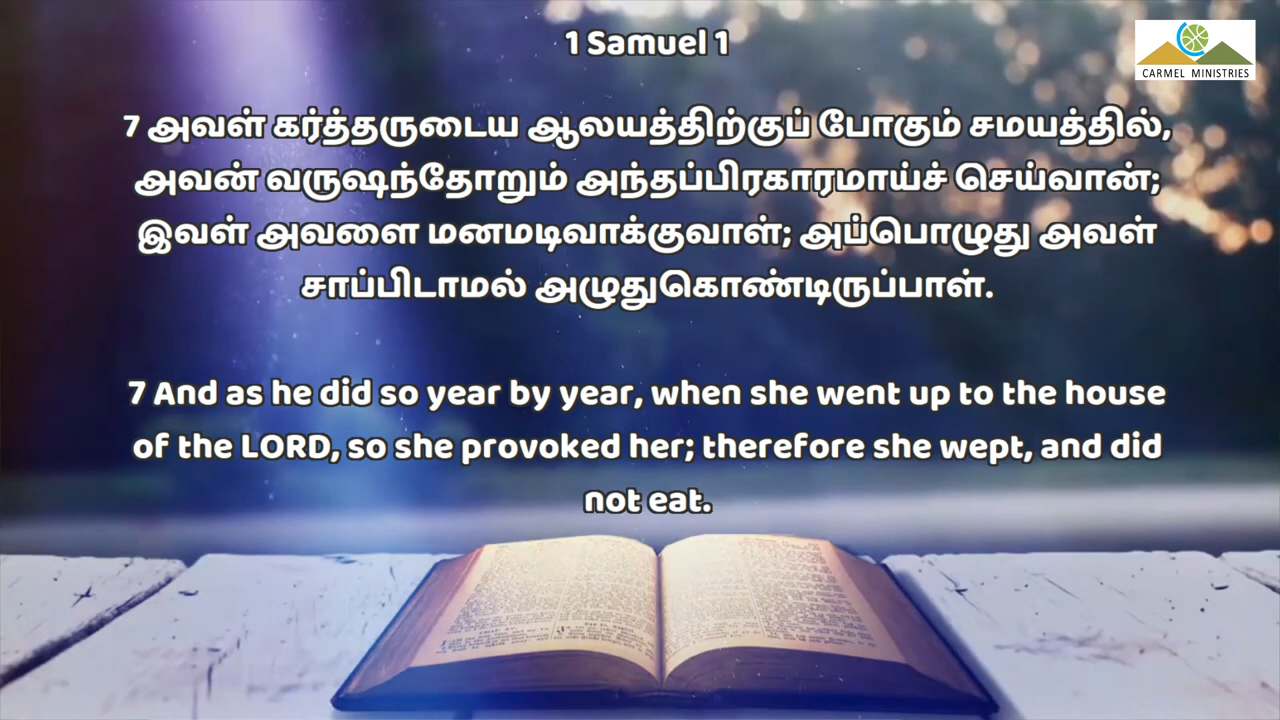 1 Samuel 1
CARMEL MINISTRIES
7 அவள் கர்த்தருடைய ஆலயத்திற்குப் போகும் சமயத்தில்,
அவன் வருஷந்தோறும் அந்தப்பிரகாரமாய்ச் செய்வான்;
இவள் அவளை மனமடிவாக்குவாள்; அப்பொழுது அவள்
சாப்பிடாமல் அழுதுகொண்டிருப்பாள்.
7 And as he did so year by year, when she went up to the house
of the LORD, so she provoked her; therefore she wept, and did
not eat.